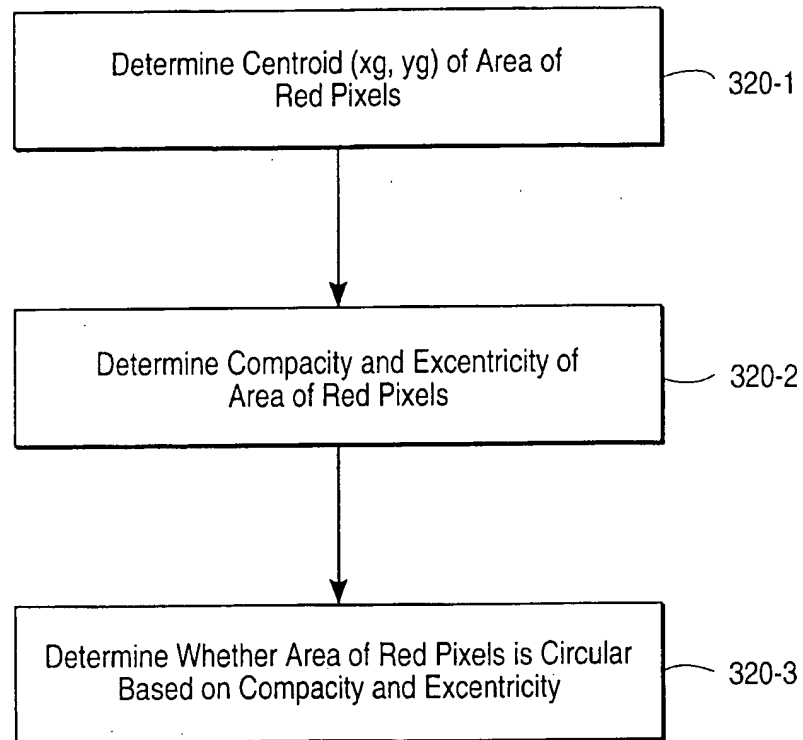 Determine Centroid (xg, yg) of Area of
Red Pixels
320-1
Determine Compacity and Excentricity of
Area of Red Pixels
320-2
Determine Whether Area of Red Pixels is Circular
Based on Compacity and Excentricity
320-3